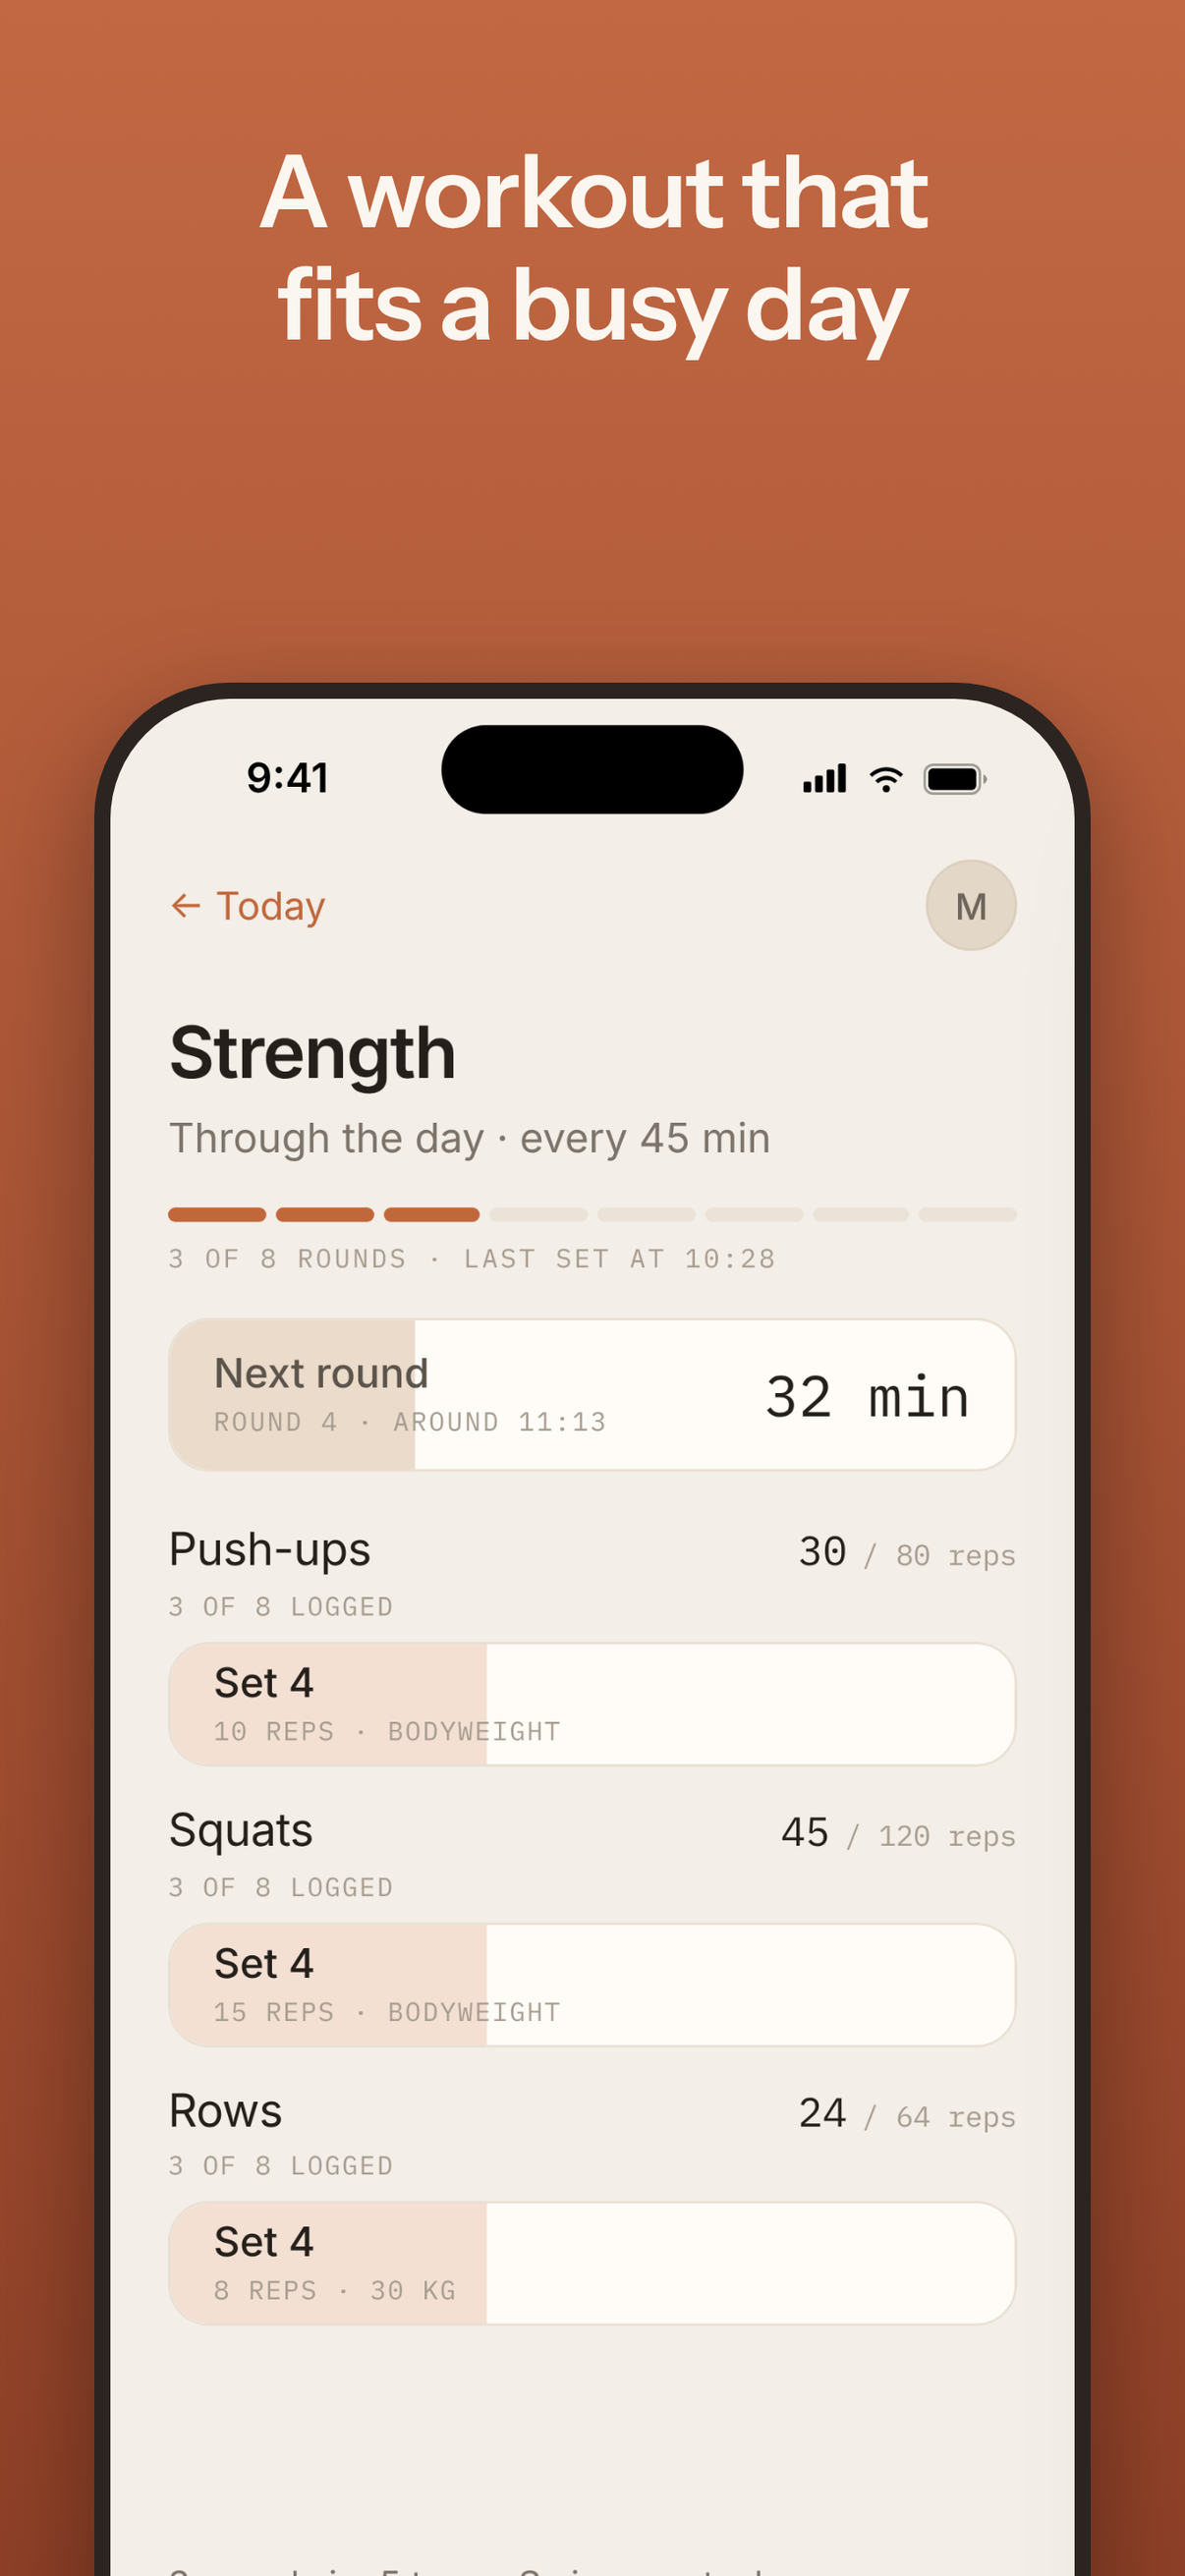 A workout that
fits a busy day
9:41
← Today
M
Strength
Through the day · every 45 min
3 OF 8 ROUNDS · LAST SET AT 10:28
Next round
32 min
ROUND 4 · AROUND 11:13
Push-ups
30 / 80 reps
3 OF 8 LOGGED
Set 4
10 REPS · BODYWEIGHT
Squats
45 / 120 reps
3 OF 8 LOGGED
Set 4
15 REPS · BODYWEIGHT
Rows
24 / 64 reps
3 OF 8 LOGGED
Set 4
8 REPS · 30 KG